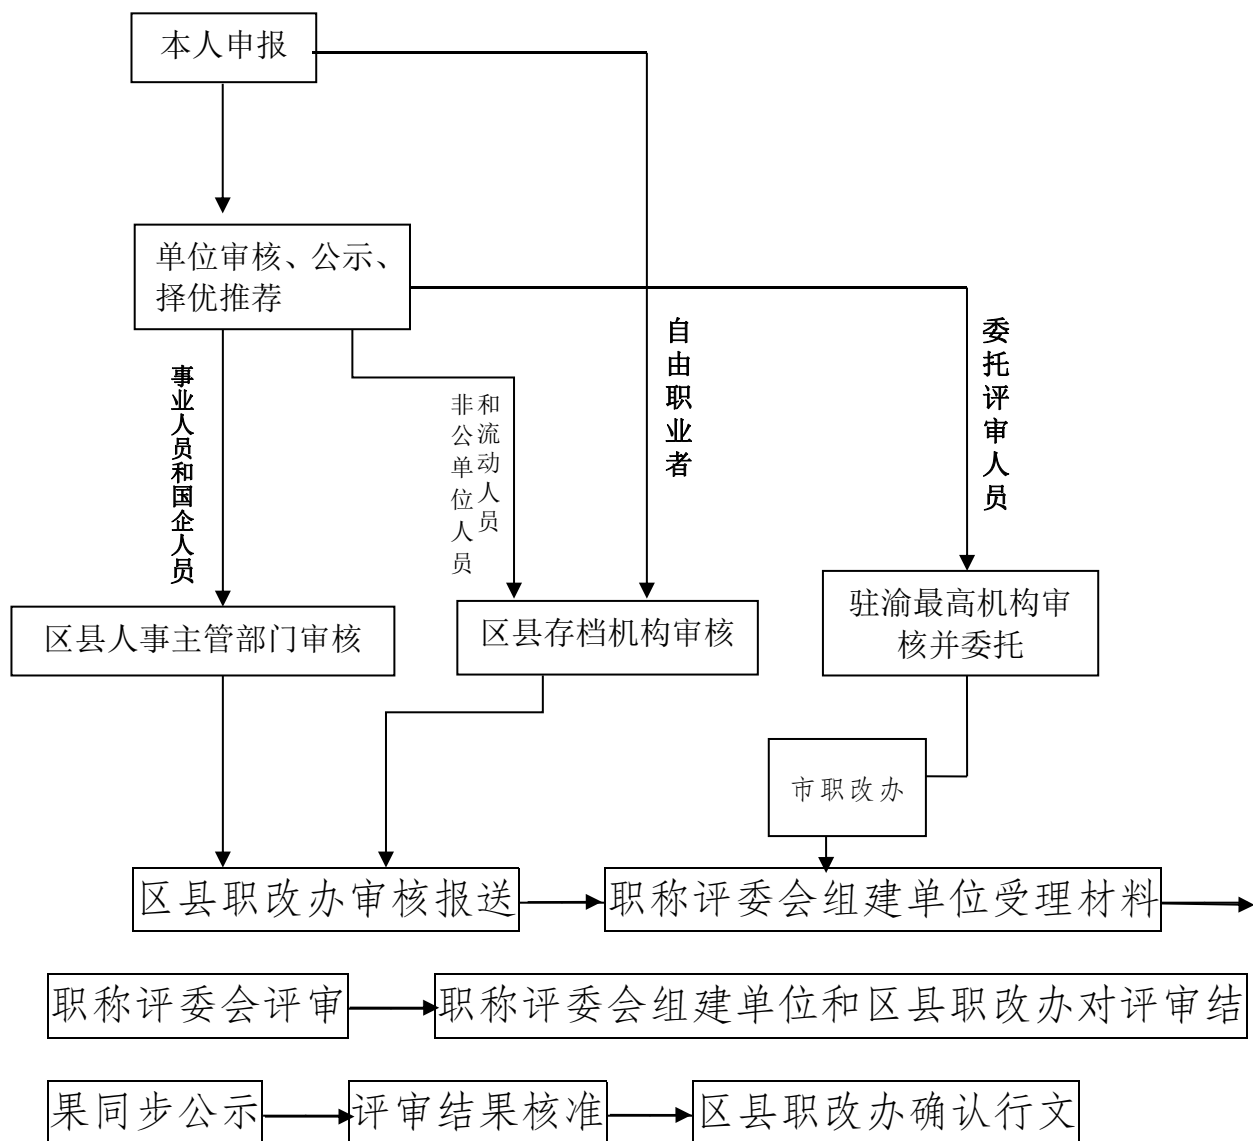 本人申报
单位审核、公示、
择优推荐
事业人员和国企人员
非公单位人员
和流动人员
自由职业者
委托评审人员
区县人事主管部门审核
区县存档机构审核
驻渝最高机构审
核并委托
市职改办
区县职改办审核报送
职称评委会组建单位受理材料
职称评委会评审
职称评委会组建单位和区县职改办对评审结
果同步公示
评审结果核准
区县职改办确认行文